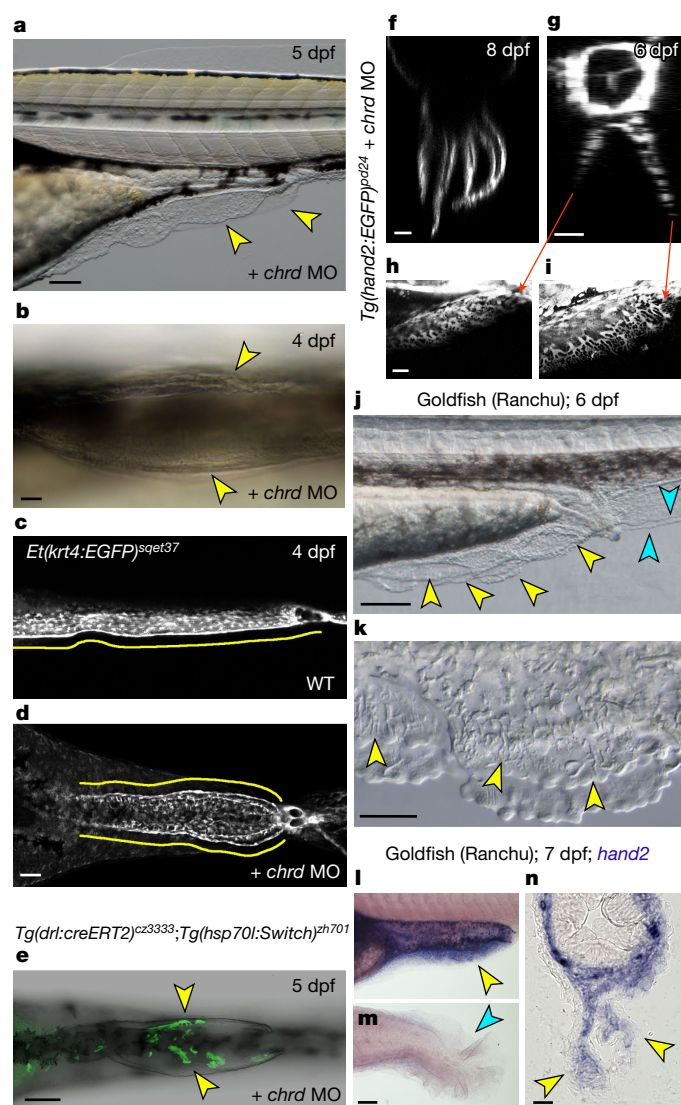 a
5 dpf
+ chrd MO
b
4 dpf
+ chrd MO
c
Et(krt4:EGFP)sqet37
4 dpf
WT
d
+ chrd MO
Tg(drl:creERT2)cz3333;Tg(hsp70l:Switch)zh701
e
5 dpf
+ chrd MO
Tg(hand2:EGFP)pd24 + chrd MO
f
8 dpf
g
6 dpf
h
i
j
Goldfish (Ranchu); 6 dpf
k
Goldfish (Ranchu); 7 dpf; hand2
l
m
n